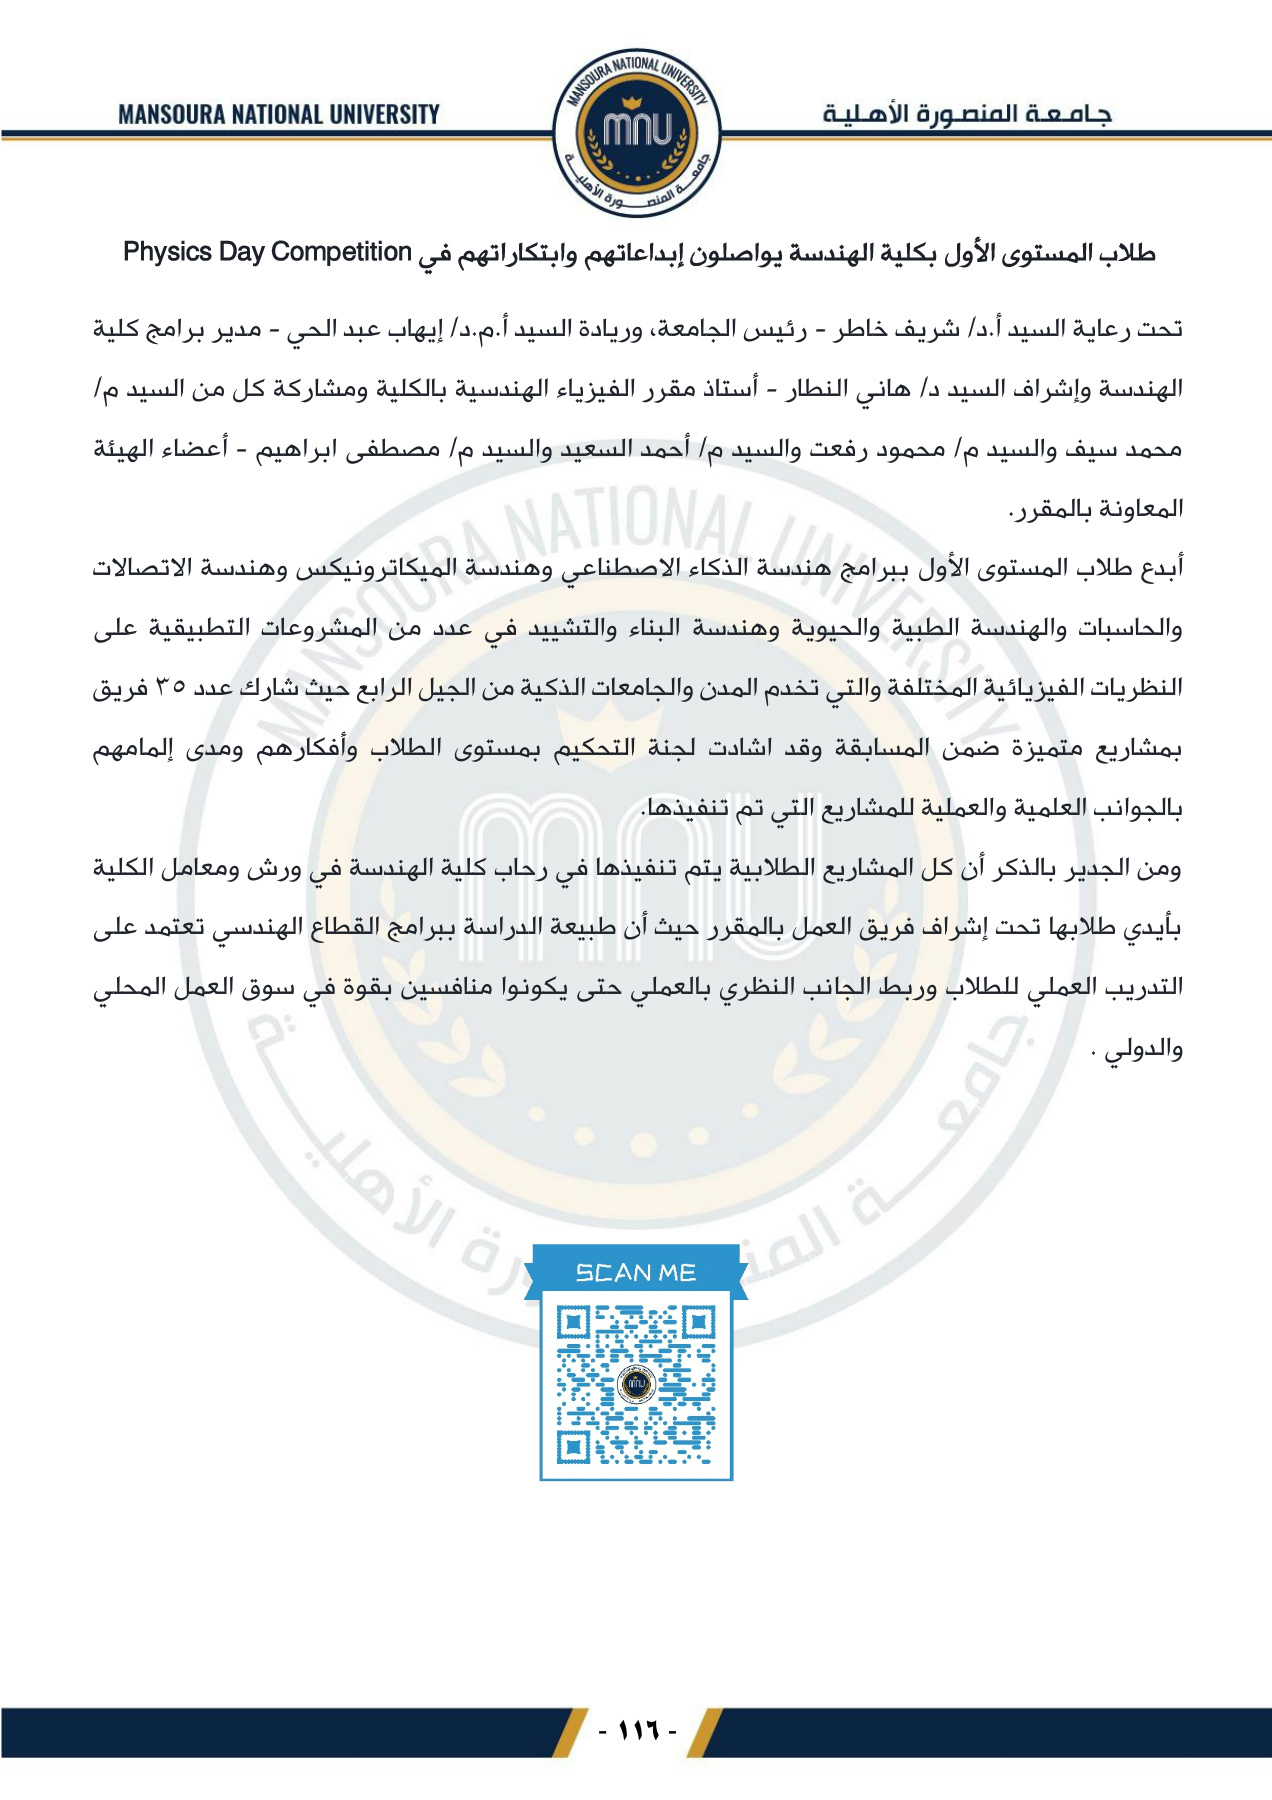 MANSOURA NATIONAL UNIVERSITY
جامعة المنصورة الأهلية
MANSOURA NATIONAL UNIVERSITY
mnu
جامعة المنصورة الأهلية
طلاب المستوى الأول بكلية الهندسة يواصلون إبداعاتهم وابتكاراتهم في Physics Day Competition
تحت رعاية السيد أ.د/ شريف خاطر - رئيس الجامعة، وريادة السيد أ.م.د/ إيهاب عبد الحي - مدير برامج كلية
الهندسة وإشراف السيد د/ هاني النطار - أستاذ مقرر الفيزياء الهندسية بالكلية ومشاركة كل من السيد م/
محمد سيف والسيد م/ محمود رفعت والسيد م/ أحمد السعيد والسيد م/ مصطفى ابراهيم - أعضاء الهيئة
المعاونة بالمقرر.
أبدع طلاب المستوى الأول ببرامج هندسة الذكاء الاصطناعي وهندسة الميكاترونيكس وهندسة الاتصالات
والحاسبات والهندسة الطبية والحيوية وهندسة البناء والتشييد في عدد من المشروعات التطبيقية على
النظريات الفيزيائية المختلفة والتي تخدم المدن والجامعات الذكية من الجيل الرابع حيث شارك عدد ٣٥ فريق
بمشاريع متميزة ضمن المسابقة وقد اشادت لجنة التحكيم بمستوى الطلاب وأفكارهم ومدى إلمامهم
بالجوانب العلمية والعملية للمشاريع التي تم تنفيذها.
ومن الجدير بالذكر أن كل المشاريع الطلابية يتم تنفيذها في رحاب كلية الهندسة في ورش ومعامل الكلية
بأيدي طلابها تحت إشراف فريق العمل بالمقرر حيث أن طبيعة الدراسة ببرامج القطاع الهندسي تعتمد على
التدريب العملي للطلاب وربط الجانب النظري بالعملي حتى يكونوا منافسين بقوة في سوق العمل المحلي
والدولي .
SCAN ME
mnu
- ١١٦ -